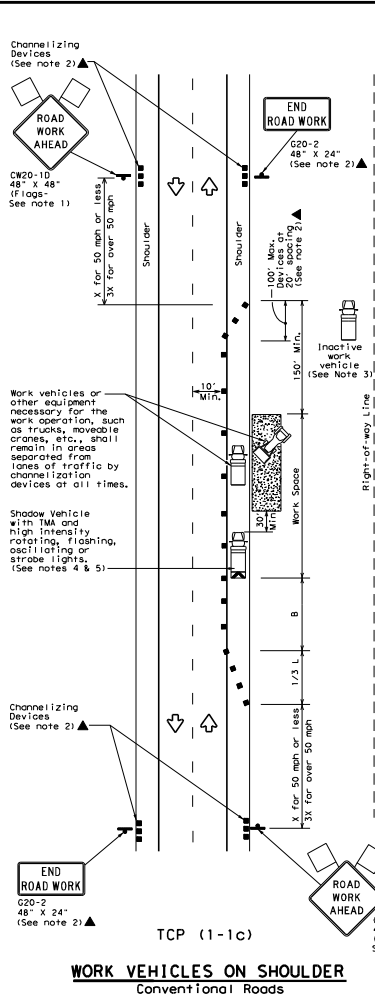 Channelizing
Devices
(See note 2)▲
ROAD
WORK
AHEAD
CW20-1D
48" X 48"
(Flags-
See note 1)
END
ROAD WORK
G20-2
48" X 24"
(See note 2)▲
X for 50 mph or less
3X for over 50 mph
Shoulder
Shoulder
100' Max.
Devices at
20' spacing
(See note 2)▲
150' Min.
Inactive
work
vehicle
(See Note 3)
Right-of-way Line
10'
Min.
Work vehicles or
other equipment
necessary for the
work operation, such
as trucks, moveable
cranes, etc., shall
remain in areas
separated from
lanes of traffic by
channelization
devices at all times.
Work Space
Shadow Vehicle
with TMA and
high intensity
rotating, flashing,
oscillating or
strobe lights.
(See notes 4 & 5)
30'
Min
B
1/3 L
Channelizing
Devices
(See note 2)▲
X for 50 mph or less
3X for over 50 mph
END
ROAD WORK
G20-2
48" X 24"
(See note 2)▲
ROAD
WORK
AHEAD
TCP (1-1c)
WORK VEHICLES ON SHOULDER
Conventional Roads